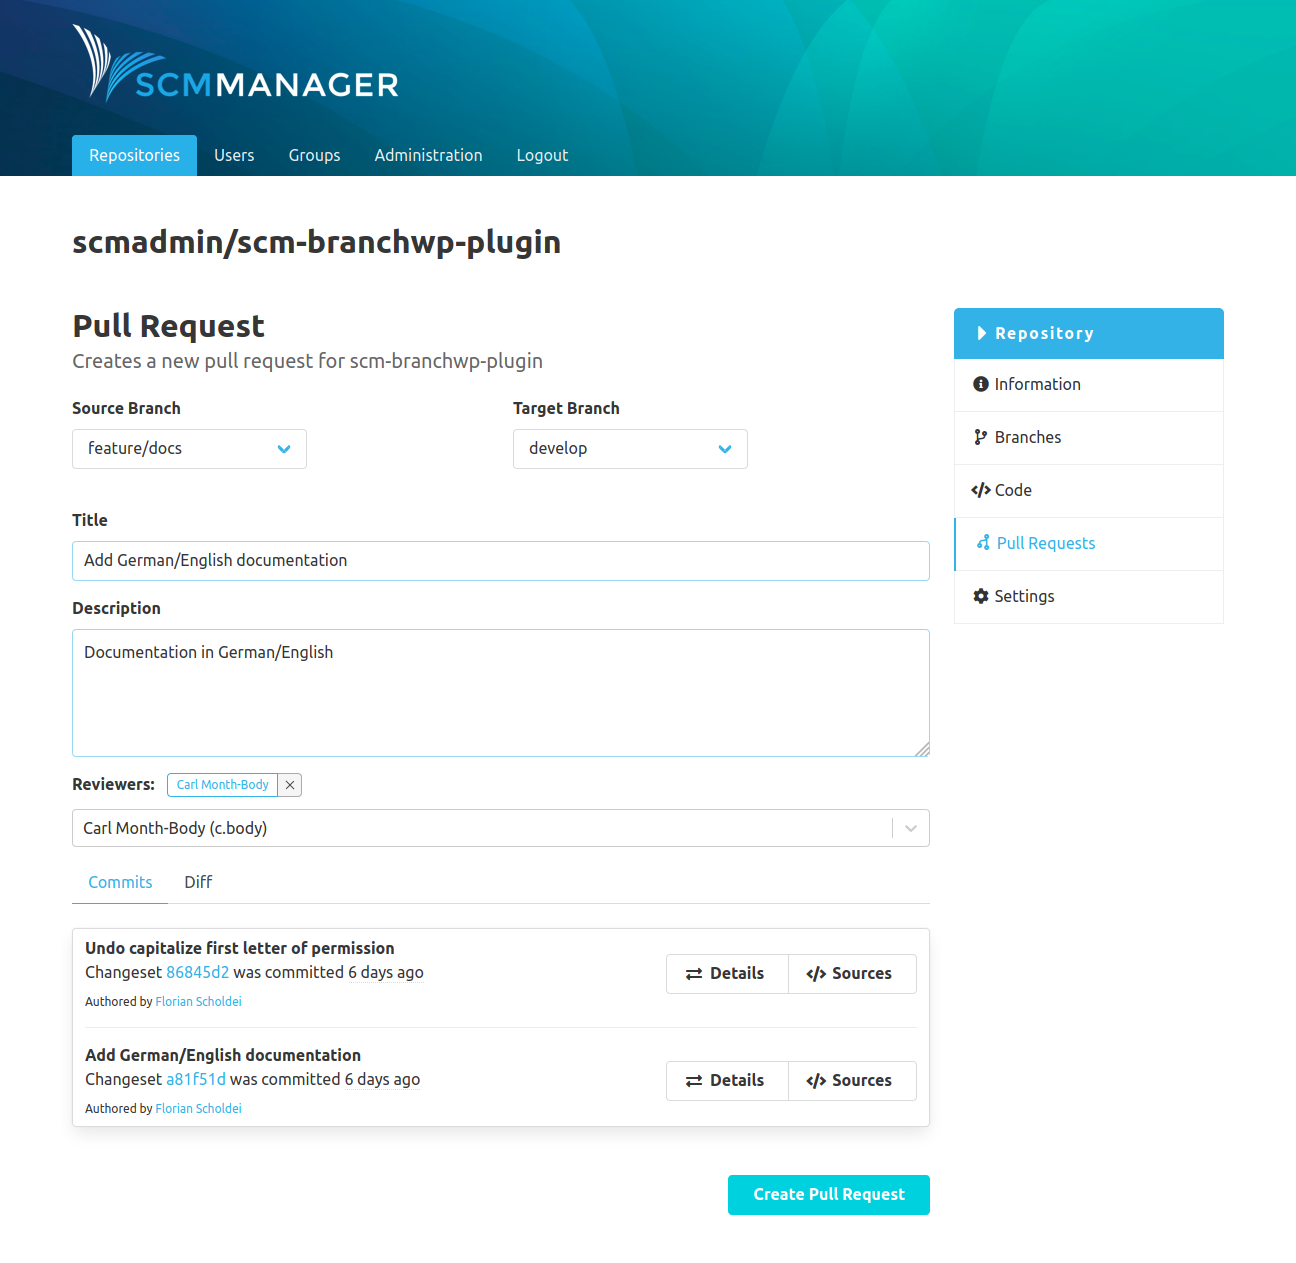 SCMMANAGER
Repositories Users Groups Administration Logout
scmadmin/scm-branchwp-plugin
Pull Request
Creates a new pull request for scm-branchwp-plugin
Source Branch Target Branch
feature/docs develop
Title
Add German/English documentation
Description
Documentation in German/English
Reviewers: Carl Month-Body
Carl Month-Body (c.body)
Commits Diff
Undo capitalize first letter of permission
Changeset 86845d2 was committed 6 days ago
Authored by Florian Scholdei
Details Sources
Add German/English documentation
Changeset a81f51d was committed 6 days ago
Authored by Florian Scholdei
Details Sources
Create Pull Request
Repository
Information
Branches
Code
Pull Requests
Settings